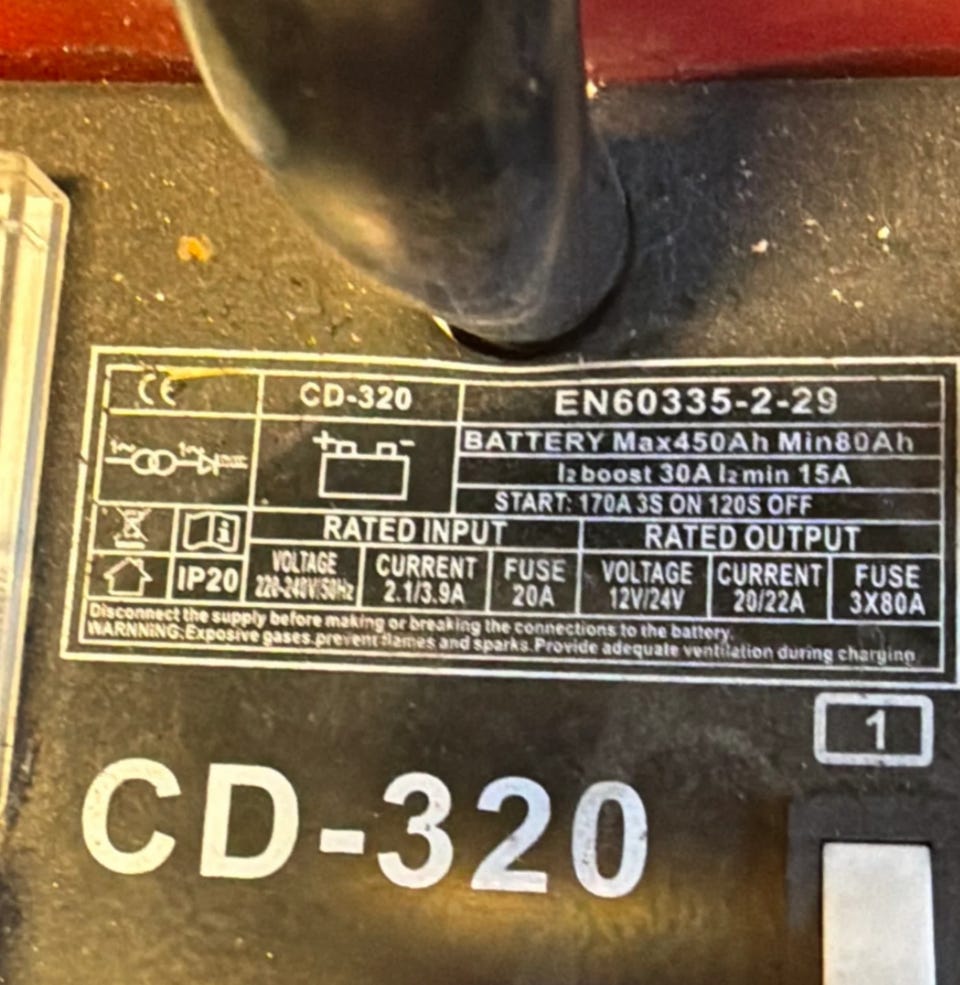 CE CD-320 EN60335-2-29
BATTERY Max450Ah Min80Ah
I2 boost 30A I2 min 15A
START: 170A 3S ON 120S OFF
RATED INPUT RATED OUTPUT
IP20
VOLTAGE CURRENT FUSE VOLTAGE CURRENT FUSE
220-240V/50Hz 2.1/3.9A 20A 12V/24V 20/22A 3X80A
Disconnect the supply before making or breaking the connections to the battery.
WARNNING:Exposive gases.prevent flames and sparks.Provide adequate ventilation during charging
1
CD-320